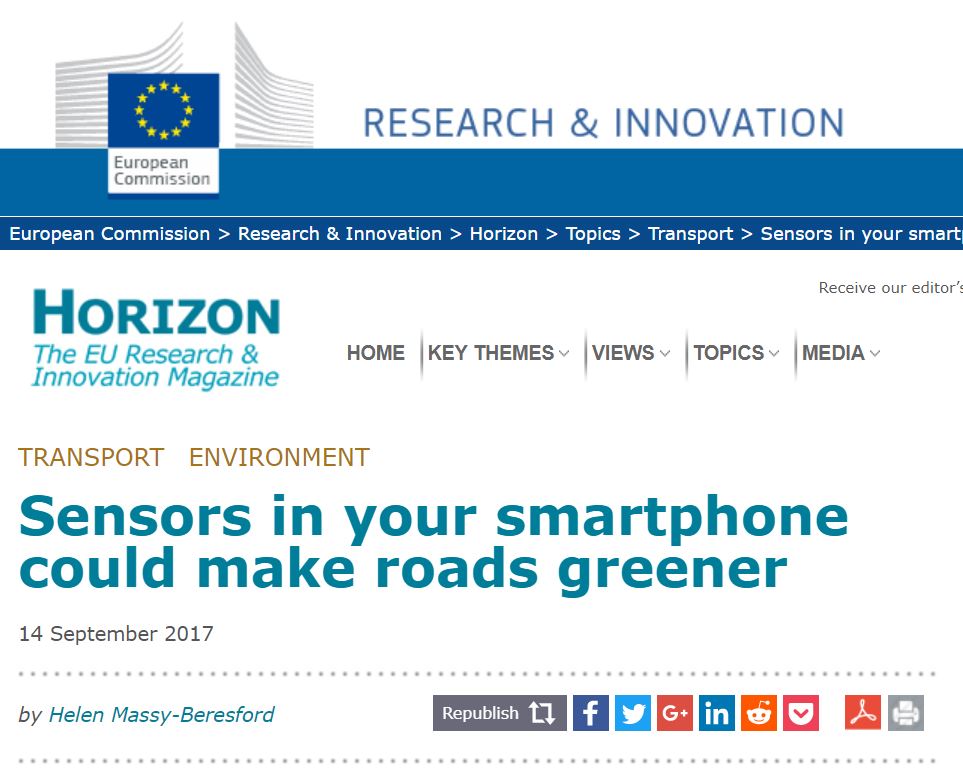 RESEARCH & INNOVATION
European
Commission
European Commission > Research & Innovation > Horizon > Topics > Transport > Sensors in your smart
Receive our editor's
HORIZON
The EU Research &
Innovation Magazine
HOME KEY THEMES VIEWS TOPICS MEDIA
TRANSPORT ENVIRONMENT
Sensors in your smartphone
could make roads greener
14 September 2017
by Helen Massy-Beresford
Republish f G+ in